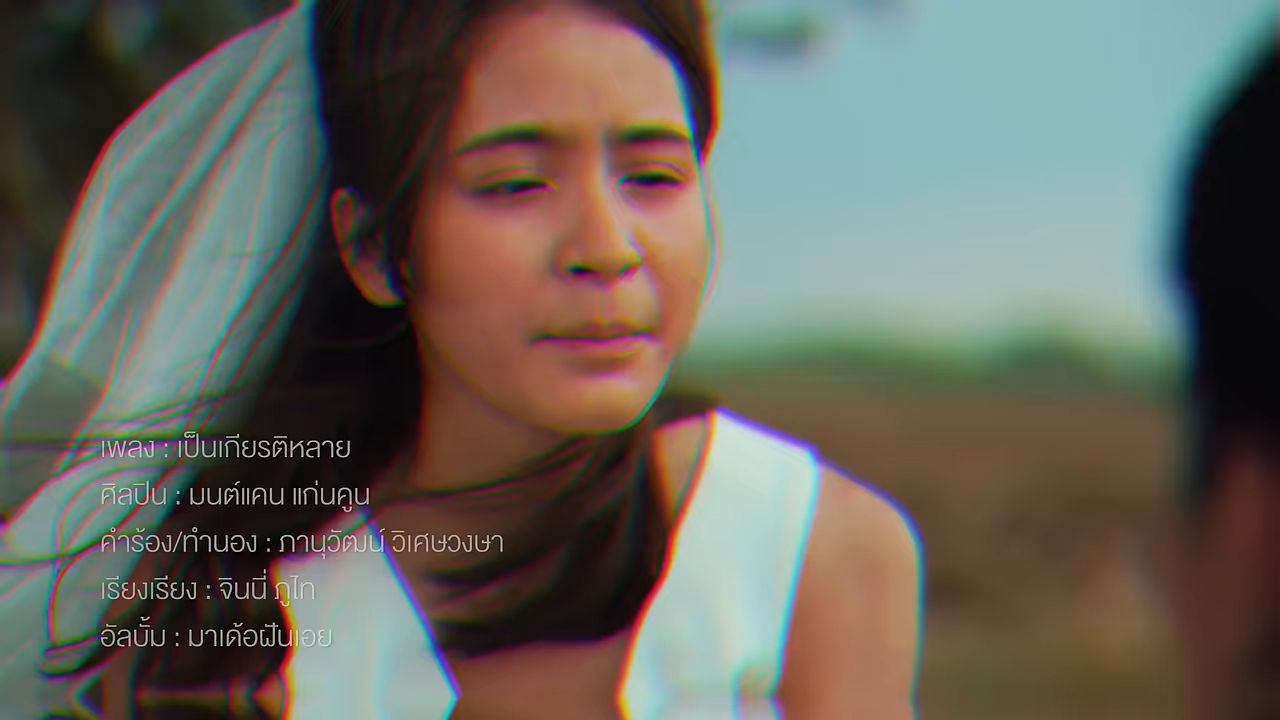 เพลง : เป็นเกียรติหลาย
ศิลปิน : มนต์แคน แก่นคูน
คำร้อง/ทำนอง : ภานุวัฒน์ วิเศษวงษา
เรียงเรียง : จินนี่ ภูไท
อัลบั้ม : มาเด้อฝันเอย